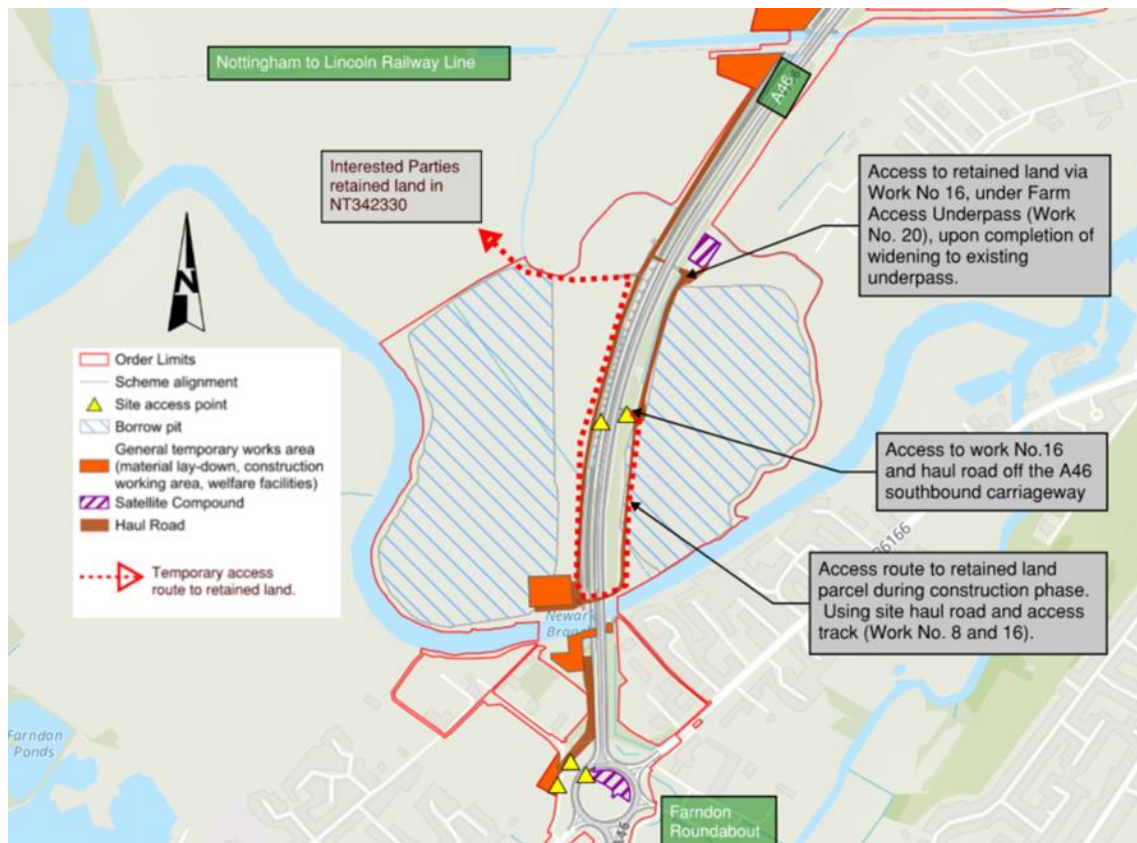 Nottingham to Lincoln Railway Line
A46
Interested Parties
retained land in
NT342330
Access to retained land via
Work No 16, under Farm
Access Underpass (Work
No. 20), upon completion of
widening to existing
underpass.
N
Order Limits
Scheme alignment
Site access point
Borrow pit
General temporary works area
(material lay-down, construction
working area, welfare facilities)
Satellite Compound
Haul Road
Temporary access
route to retained land.
Access to work No.16
and haul road off the A46
southbound carriageway
Access route to retained land
parcel during construction phase.
Using site haul road and access
track (Work No. 8 and 16).
Newark
Farndon
Ponds
Farndon
Roundabout
A46